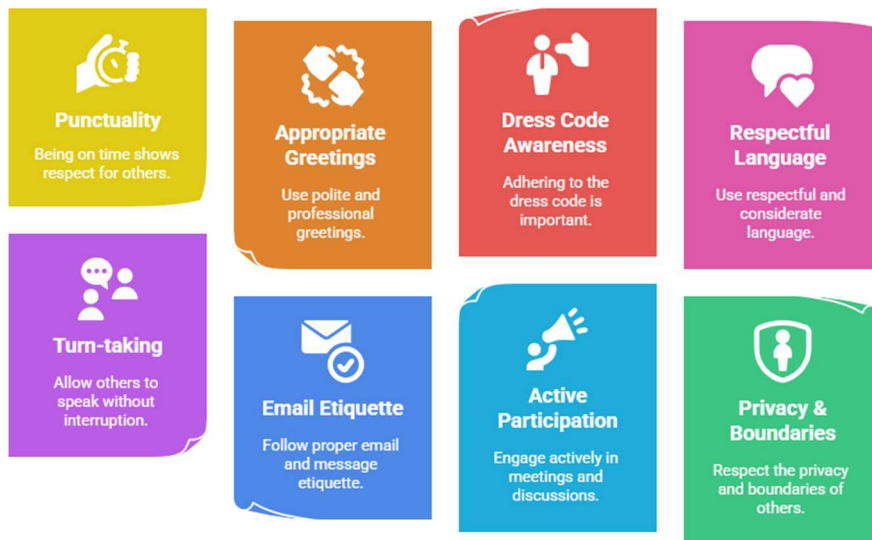 Punctuality
Being on time shows
respect for others.
Appropriate
Greetings
Use polite and
professional
greetings.
Dress Code
Awareness
Adhering to the
dress code is
important.
Respectful
Language
Use respectful and
considerate
language.
Turn-taking
Allow others to
speak without
interruption.
Email Etiquette
Follow proper email
and message
etiquette.
Active
Participation
Engage actively in
meetings and
discussions.
Privacy &
Boundaries
Respect the privacy
and boundaries of
others.